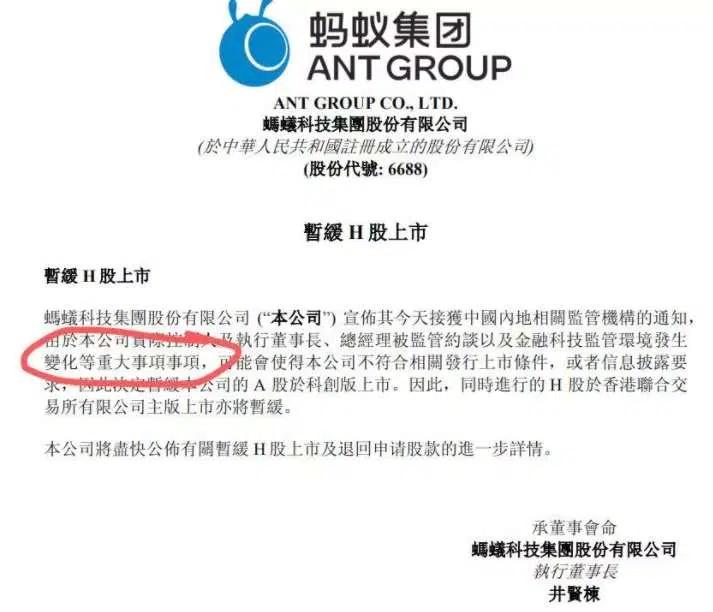 蚂蚁集团
ANT GROUP
ANT GROUP CO., LTD.
螞蟻科技集團股份有限公司
(於中華人民共和國註冊成立的股份有限公司)
(股份代號: 6688)
暫緩 H 股上市
暫緩 H 股上市
螞蟻科技集團股份有限公司 (“本公司”) 宣佈其今天接獲中國內地相關監管機構的通知，
由於本公司實際控制人及執行董事長、總經理被監管約談以及金融科技監管環境發生
變化等重大事項事項，可能會使得本公司不符合相關發行上市條件，或者信息披露要
求，因此決定暫緩本公司的 A 股於科創版上市。因此，同時進行的 H 股於香港聯合交
易所有限公司主版上市亦將暫緩。
本公司將盡快公佈有關暫緩 H 股上市及退回申请股款的進一步詳情。
承董事會命
螞蟻科技集團股份有限公司
執行董事長
井賢棟